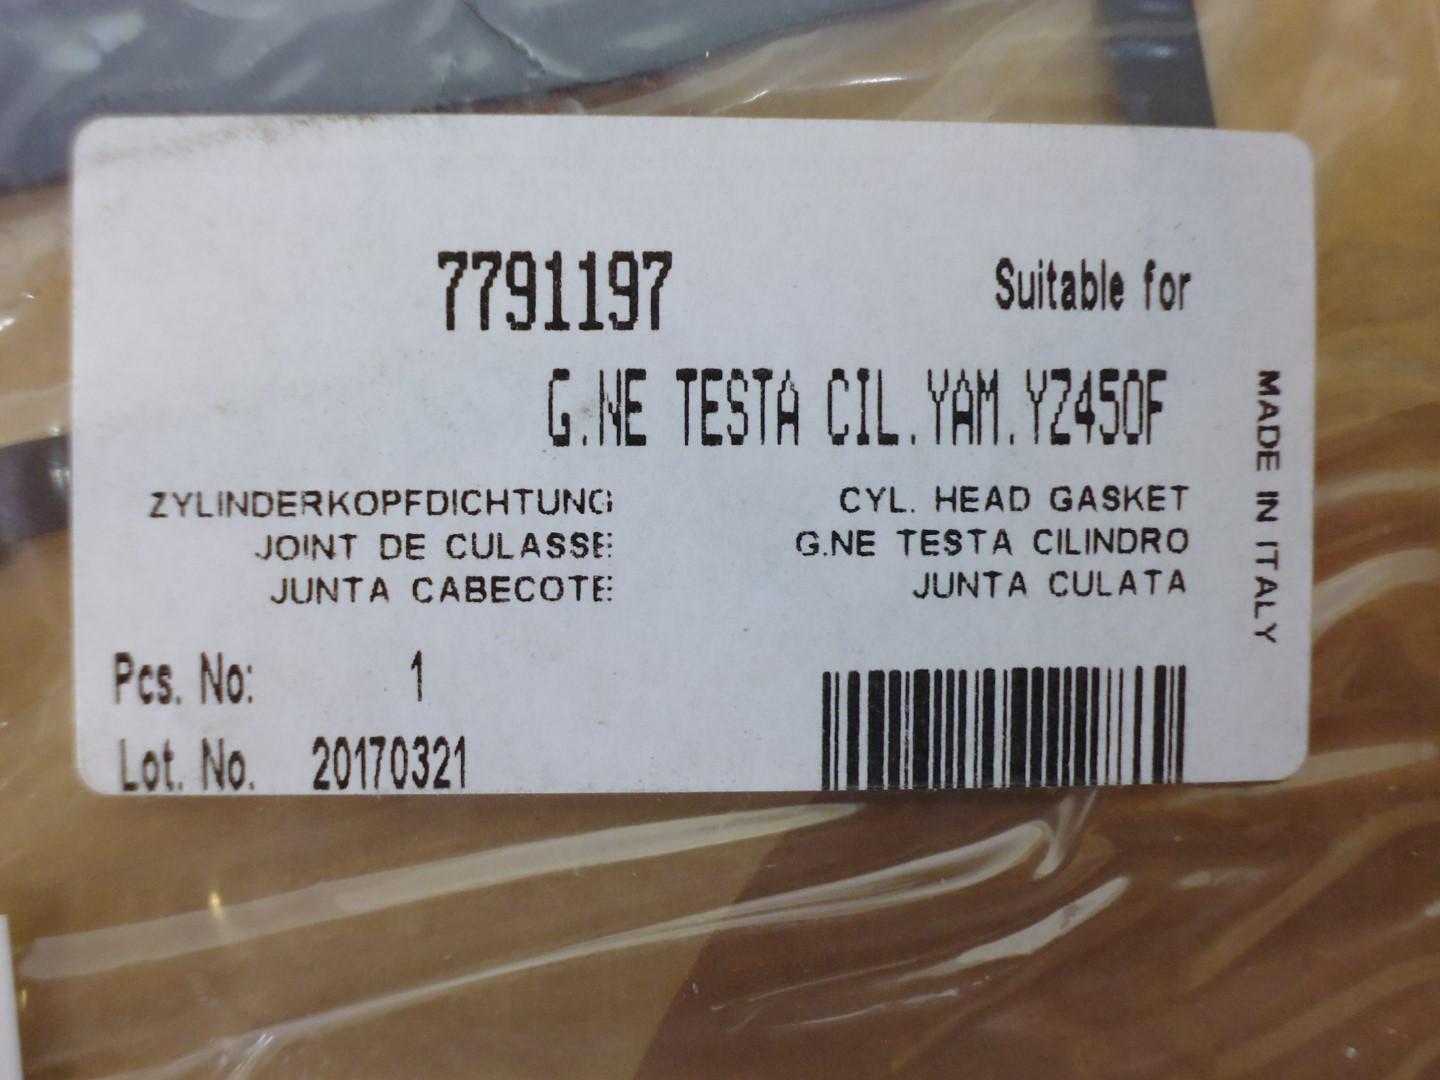 7791197
Suitable for
G.NE TESTA CIL.YAM.YZ450F
ZYLINDERKOPFDICHTUNG
CYL. HEAD GASKET
JOINT DE CULASSE
G.NE TESTA CILINDRO
JUNTA CABECOTE
JUNTA CULATA
Pcs. No: 1
Lot. No. 20170321
MADE IN ITALY